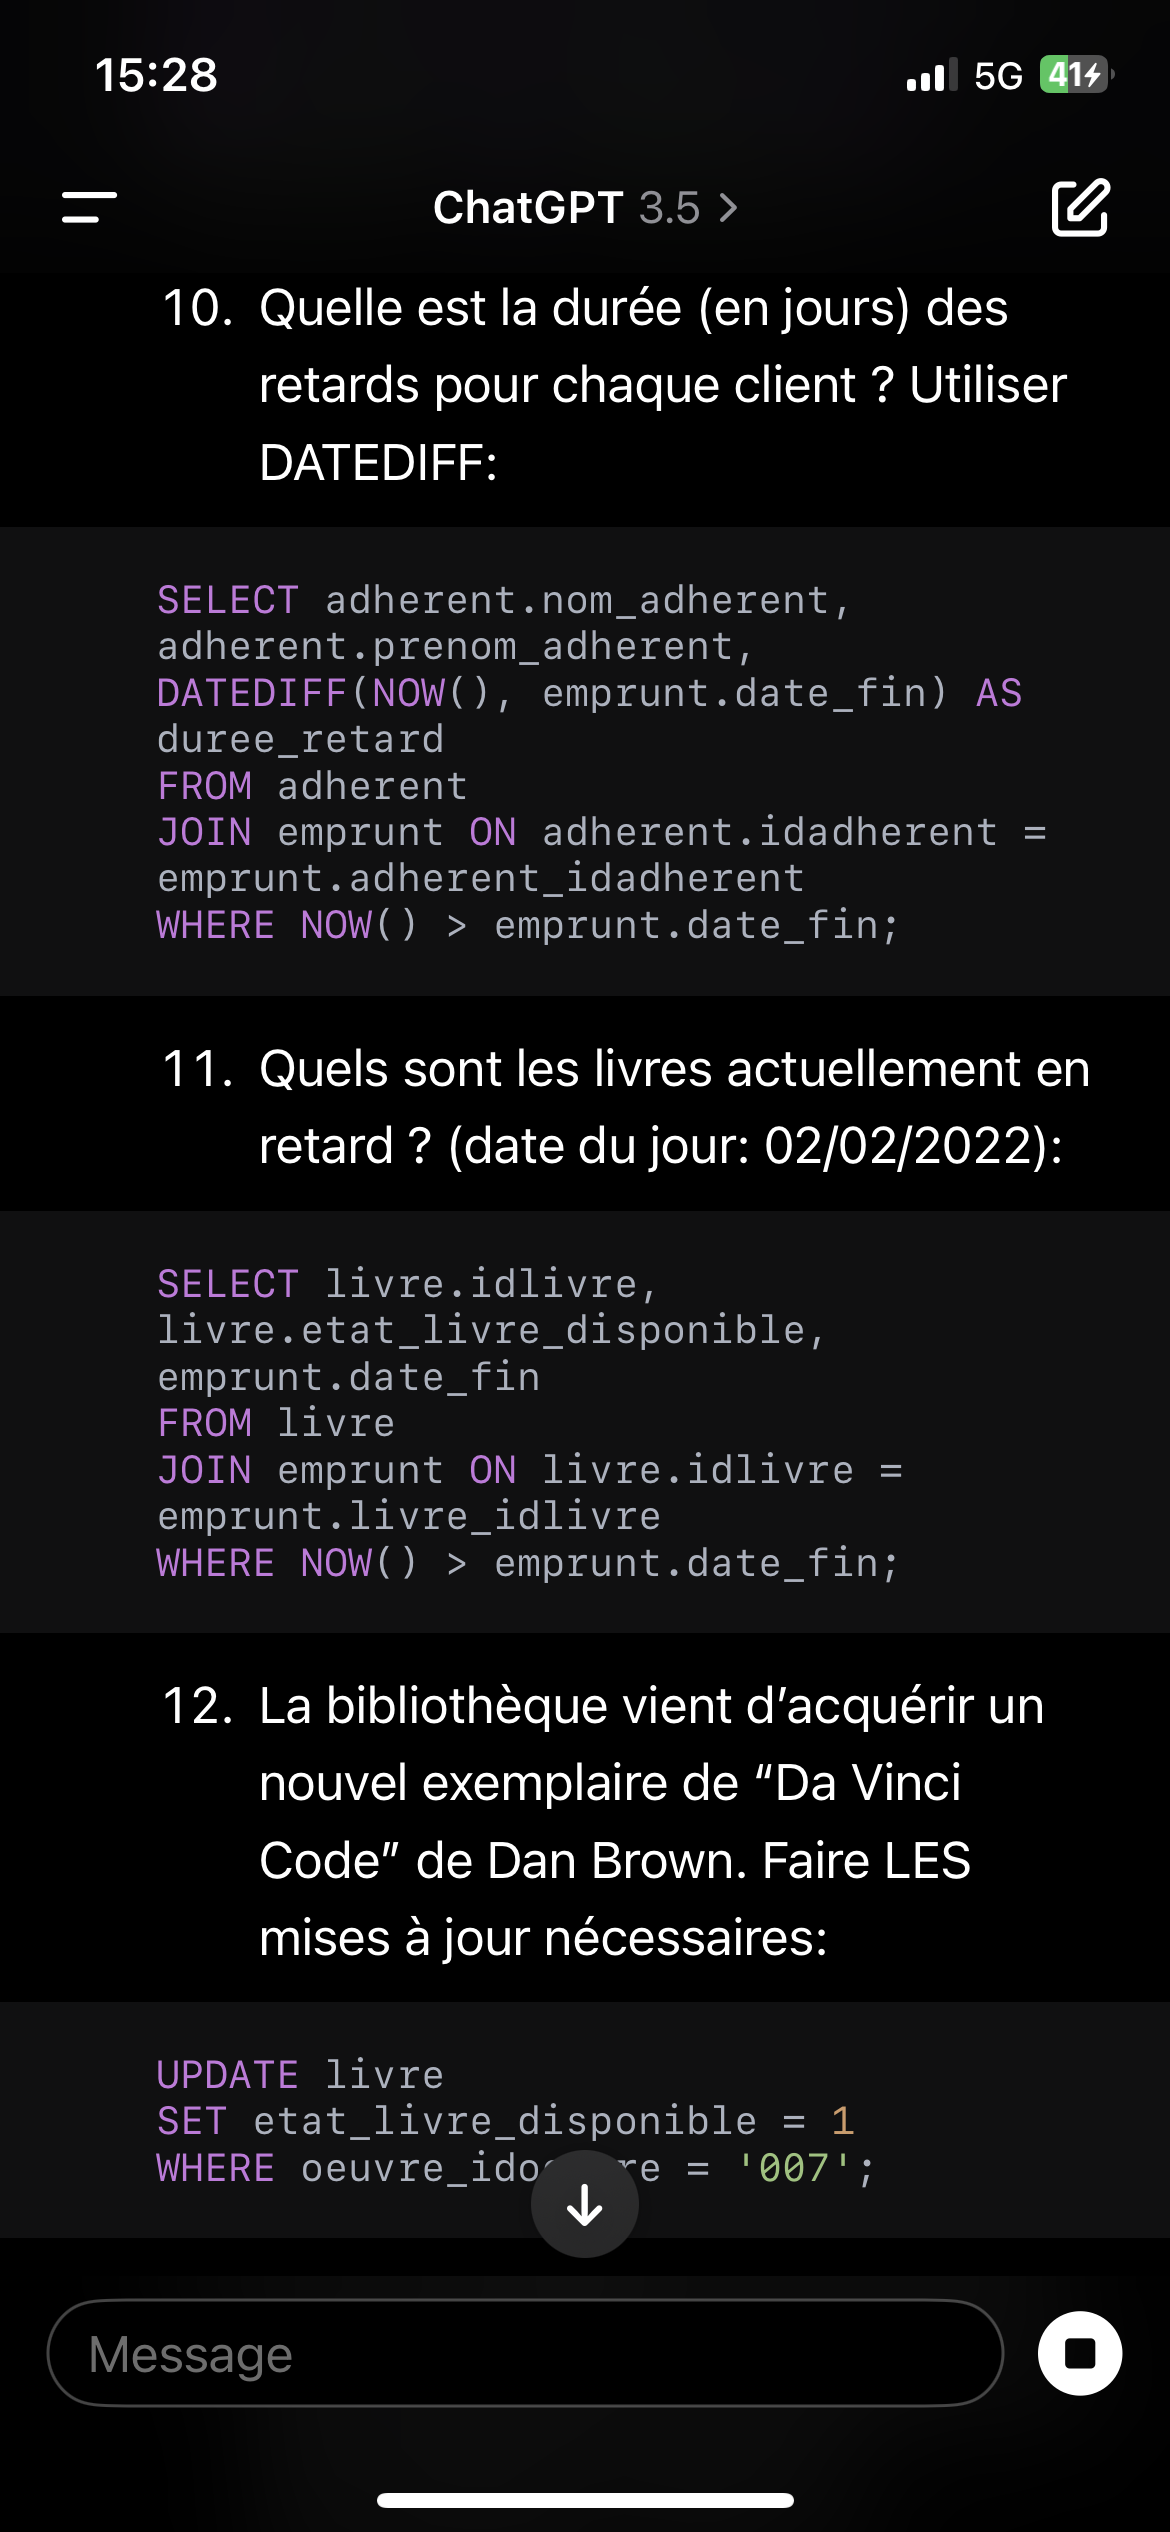 15:28
5G 41
ChatGPT 3.5
10. Quelle est la durée (en jours) des
retards pour chaque client ? Utiliser
DATEDIFF:
SELECT adherent.nom_adherent,
adherent.prenom_adherent,
DATEDIFF(NOW(), emprunt.date_fin) AS
duree_retard
FROM adherent
JOIN emprunt ON adherent.idadherent =
emprunt.adherent_idadherent
WHERE NOW() > emprunt.date_fin;
11. Quels sont les livres actuellement en
retard ? (date du jour: 02/02/2022):
SELECT livre.idlivre,
livre.etat_livre_disponible,
emprunt.date_fin
FROM livre
JOIN emprunt ON livre.idlivre =
emprunt.livre_idlivre
WHERE NOW() > emprunt.date_fin;
12. La bibliothèque vient d’acquérir un
nouvel exemplaire de “Da Vinci
Code” de Dan Brown. Faire LES
mises à jour nécessaires:
UPDATE livre
SET etat_livre_disponible = 1
WHERE = '007';
Message